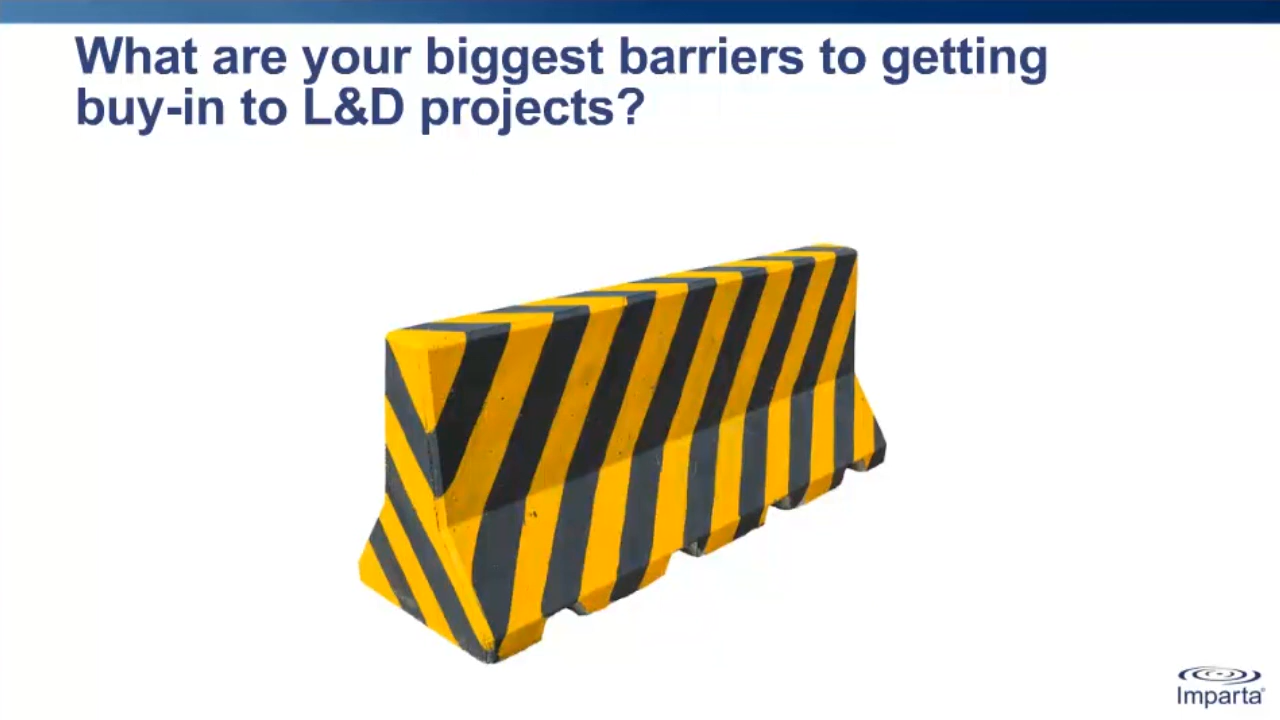 What are your biggest barriers to getting
buy-in to L&D projects?
Imparta®